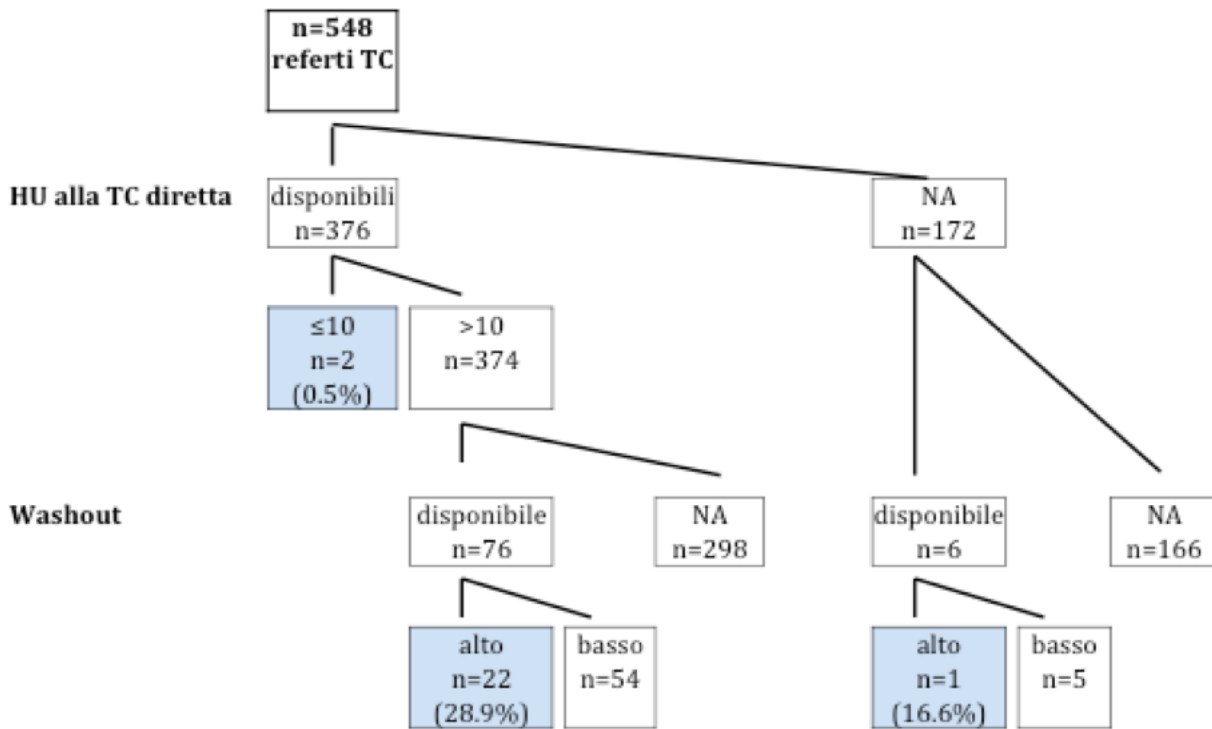 n=548
referti TC
HU alla TC diretta
disponibili
n=376
NA
n=172
≤10
n=2
(0.5%)
>10
n=374
Washout
disponibile
n=76
NA
n=298
disponibile
n=6
NA
n=166
alto
n=22
(28.9%)
basso
n=54
alto
n=1
(16.6%)
basso
n=5